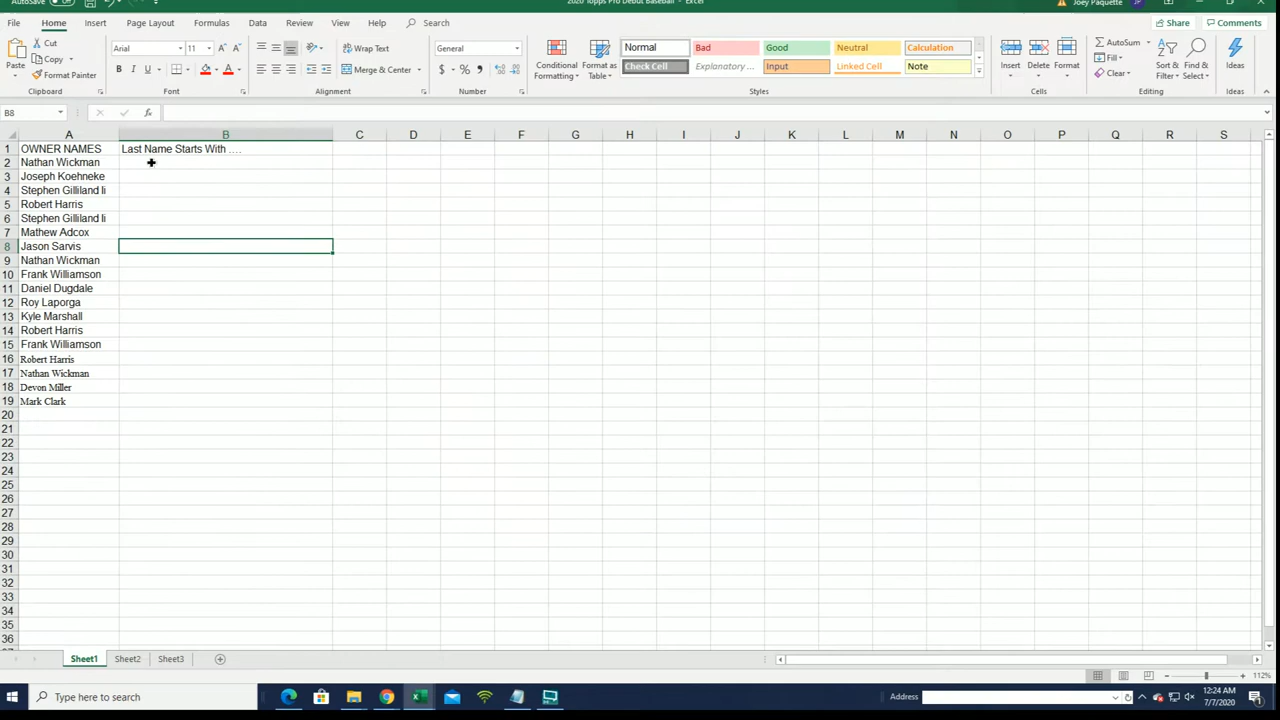 AutoSave
2020 Topps Pro Debut Baseball - Excel
Joey Paquette
JP
File Home Insert Page Layout Formulas Data Review View Search
Share Comments
Paste
Cut
Copy
Format Painter
Clipboard
Arial 11
B I U
Font
Wrap Text
Merge & Center
Alignment
General
$ % ,
Number
Conditional Formatting
Format as Table
Normal Bad Good Neutral Calculation
Check Cell Explanatory ... Input Linked Cell Note
Styles
Insert Delete Format
Cells
AutoSum
Fill
Clear
Sort & Filter
Find & Select
Editing
Ideas
Ideas
B8 fx
A B C D E F G H I J K L M N O P Q R S
1 OWNER NAMES Last Name Starts With ....
2 Nathan Wickman
3 Joseph Koehneke
4 Stephen Gilliland Ii
5 Robert Harris
6 Stephen Gilliland Ii
7 Mathew Adcox
8 Jason Sarvis
9 Nathan Wickman
10 Frank Williamson
11 Daniel Dugdale
12 Roy Laporga
13 Kyle Marshall
14 Robert Harris
15 Frank Williamson
16 Robert Harris
17 Nathan Wickman
18 Devon Miller
19 Mark Clark
20
21
22
23
24
25
26
27
28
29
30
31
32
33
34
35
36
Sheet1 Sheet2 Sheet3
112%
Type here to search
Address
12:24 AM
7/7/2020